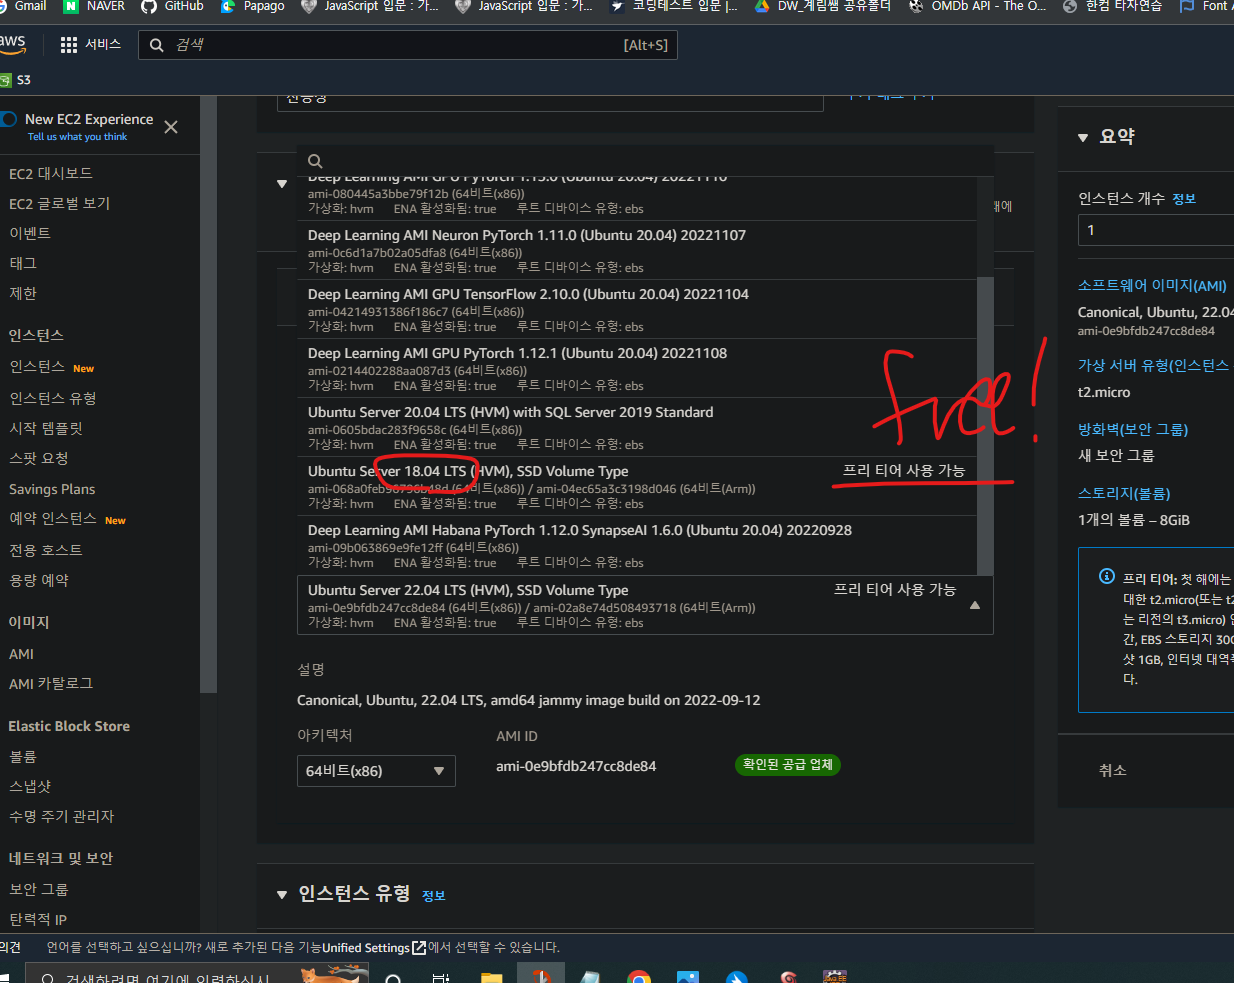 Gmail
NAVER
GitHub
Papago
JavaScript 입문 : 가...
JavaScript 입문 : 가...
코딩테스트 입문 |...
DW_계림쌤 공유폴더
OMDb API - The O...
한컴 타자연습
Font
aws
서비스
검색
[Alt+S]
S3
New EC2 Experience
Tell us what you think
EC2 대시보드
EC2 글로벌 보기
이벤트
태그
제한
인스턴스
인스턴스 New
인스턴스 유형
시작 템플릿
스팟 요청
Savings Plans
예약 인스턴스 New
전용 호스트
용량 예약
이미지
AMI
AMI 카탈로그
Elastic Block Store
볼륨
스냅샷
수명 주기 관리자
네트워크 및 보안
보안 그룹
탄력적 IP
Deep Learning AMI GPU PyTorch 1.13.0 (Ubuntu 20.04) 20221110
ami-080445a3bbe79f12b (64비트(x86))
가상화: hvm ENA 활성화됨: true 루트 디바이스 유형: ebs
Deep Learning AMI Neuron PyTorch 1.11.0 (Ubuntu 20.04) 20221107
ami-0c6d1a7b02a05dfa8 (64비트(x86))
가상화: hvm ENA 활성화됨: true 루트 디바이스 유형: ebs
Deep Learning AMI GPU TensorFlow 2.10.0 (Ubuntu 20.04) 20221104
ami-04214931386f186c7 (64비트(x86))
가상화: hvm ENA 활성화됨: true 루트 디바이스 유형: ebs
Deep Learning AMI GPU PyTorch 1.12.1 (Ubuntu 20.04) 20221108
ami-0214402288aa087d3 (64비트(x86))
가상화: hvm ENA 활성화됨: true 루트 디바이스 유형: ebs
Ubuntu Server 20.04 LTS (HVM) with SQL Server 2019 Standard
ami-0605bdac283f9658c (64비트(x86))
가상화: hvm ENA 활성화됨: true 루트 디바이스 유형: ebs
free!
Ubuntu Server 18.04 LTS (HVM), SSD Volume Type 프리 티어 사용 가능
ami-068a0feb96796b48d (64비트(x86)) / ami-04ec65a3c3198d046 (64비트(Arm))
가상화: hvm ENA 활성화됨: true 루트 디바이스 유형: ebs
Deep Learning AMI Habana PyTorch 1.12.0 SynapseAI 1.6.0 (Ubuntu 20.04) 20220928
ami-09b063869e9fe12ff (64비트(x86))
가상화: hvm ENA 활성화됨: true 루트 디바이스 유형: ebs
Ubuntu Server 22.04 LTS (HVM), SSD Volume Type 프리 티어 사용 가능
ami-0e9bfdb247cc8de84 (64비트(x86)) / ami-02a8e74d508493718 (64비트(Arm))
가상화: hvm ENA 활성화됨: true 루트 디바이스 유형: ebs
설명
Canonical, Ubuntu, 22.04 LTS, amd64 jammy image build on 2022-09-12
아키텍처
AMI ID
64비트(x86)
ami-0e9bfdb247cc8de84
확인된 공급 업체
인스턴스 유형 정보
요약
인스턴스 개수 정보
1
소프트웨어 이미지(AMI)
Canonical, Ubuntu, 22.04
ami-0e9bfdb247cc8de84
가상 서버 유형(인스턴스
t2.micro
방화벽(보안 그룹)
새 보안 그룹
스토리지(볼륨)
1개의 볼륨 – 8GiB
프리 티어: 첫 해에는
대한 t2.micro(또는 t2
는 리전의 t3.micro) 인
간, EBS 스토리지 30G
샷 1GB, 인터넷 대역폭
다.
취소
의견
언어를 선택하고 싶으십니까? 새로 추가된 다음 기능Unified Settings에서 선택할 수 있습니다.
검색하려면 여기에 입력하십시